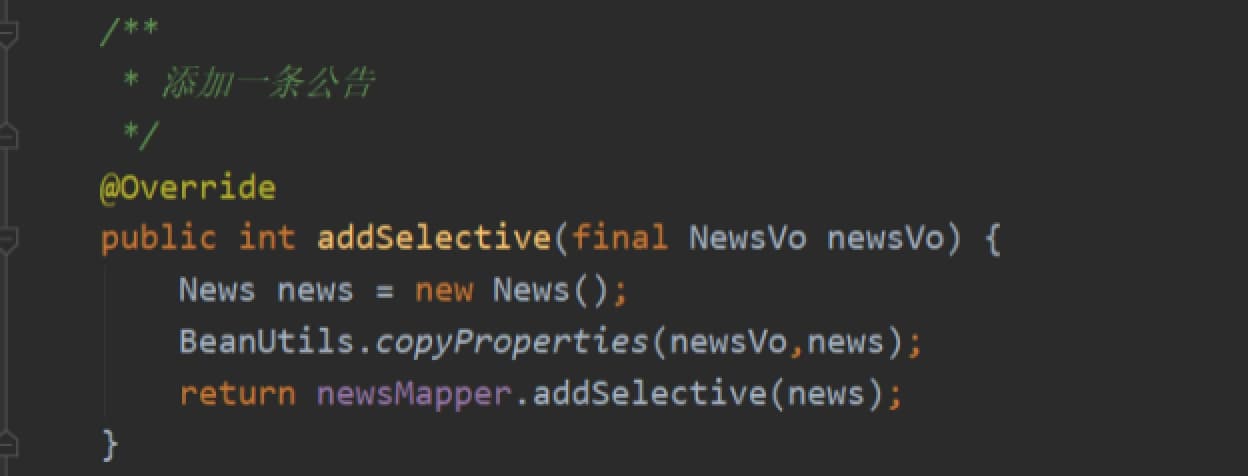 /**
 * 添加一条公告
 */
@Override
public int addSelective(final NewsVo newsVo) {
    News news = new News();
    BeanUtils.copyProperties(newsVo,news);
    return newsMapper.addSelective(news);
}